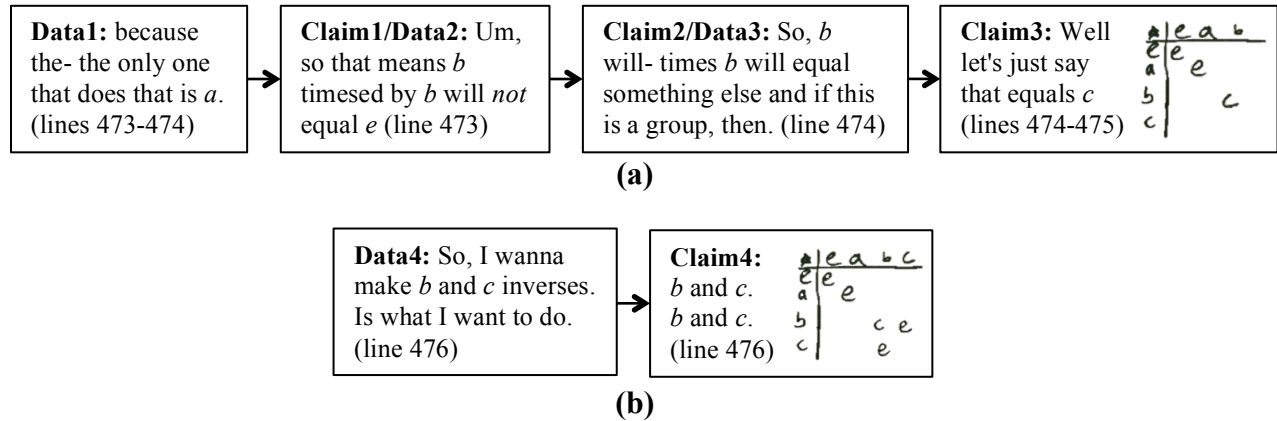 Data1: because
the- the only one
that does that is a.
(lines 473-474)
Claim1/Data2: Um,
so that means b
timesed by b will not
equal e (line 473)
Claim2/Data3: So, b
will- times b will equal
something else and if this
is a group, then. (line 474)
Claim3: Well
let's just say
that equals c
(lines 474-475)
* e a b
e e
a e
b c
c
(a)
Data4: So, I wanna
make b and c inverses.
Is what I want to do.
(line 476)
Claim4:
b and c.
b and c.
(line 476)
* e a b c
e e
a e
b c e
c e
(b)